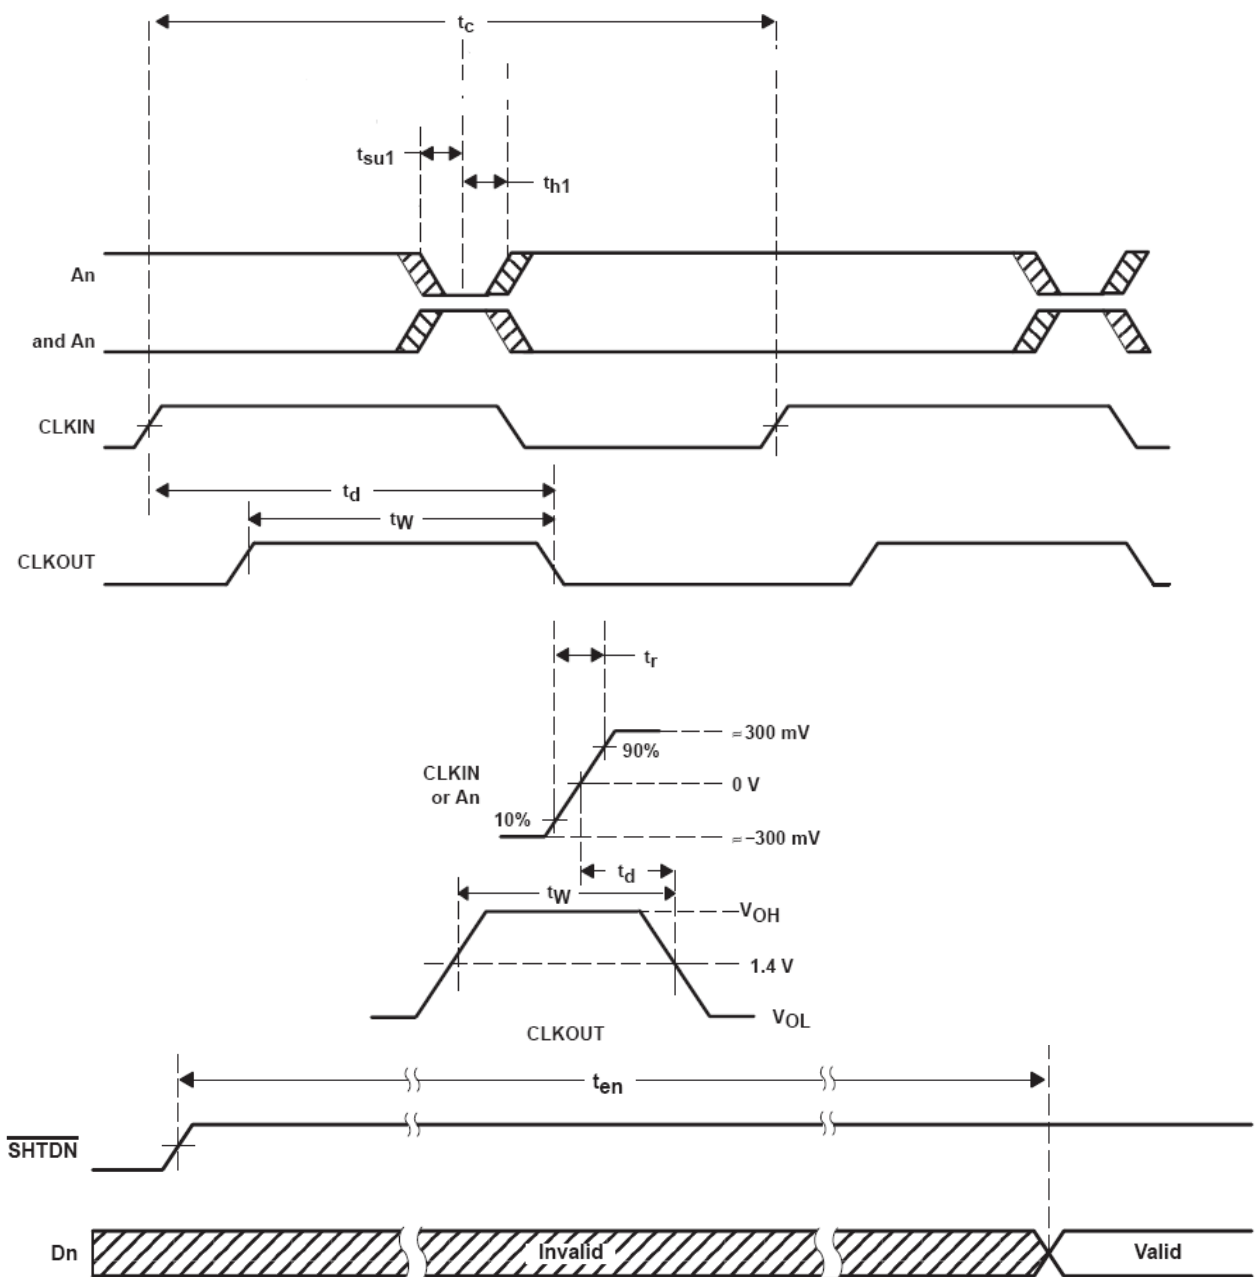 tc
tsu1
th1
An
and An
CLKIN
td
tW
CLKOUT
tr
≈300 mV
90%
CLKIN
or An
0 V
10%
≈−300 mV
td
tW
VOH
1.4 V
VOL
CLKOUT
ten
SHTDN
Dn
Invalid
Valid